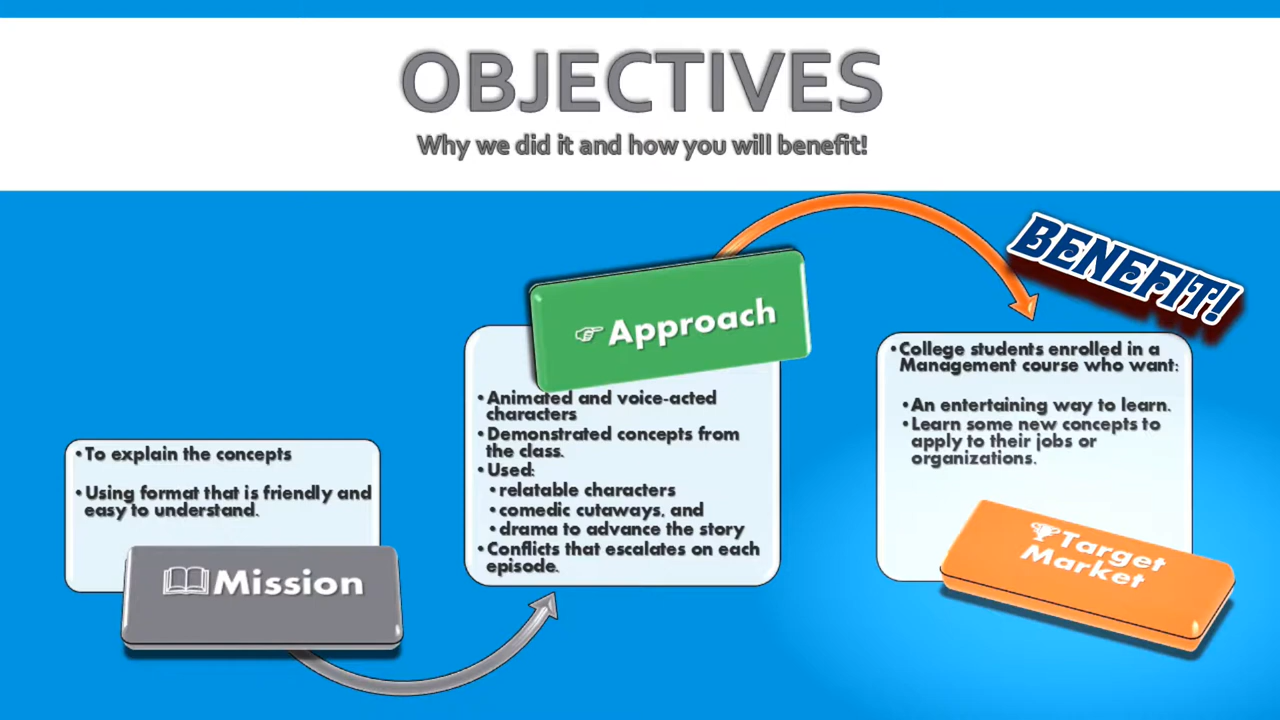 OBJECTIVES
Why we did it and how you will benefit!
•To explain the concepts
•Using format that is friendly and
easy to understand.
Mission
Approach
•Animated and voice-acted
characters
•Demonstrated concepts from
the class.
•Used:
•relatable characters
•comedic cutaways, and
•drama to advance the story
•Conflicts that escalates on each
episode.
BENEFIT!
•College students enrolled in a
Management course who want:
•An entertaining way to learn.
•Learn some new concepts to
apply to their jobs or
organizations.
Target
Market